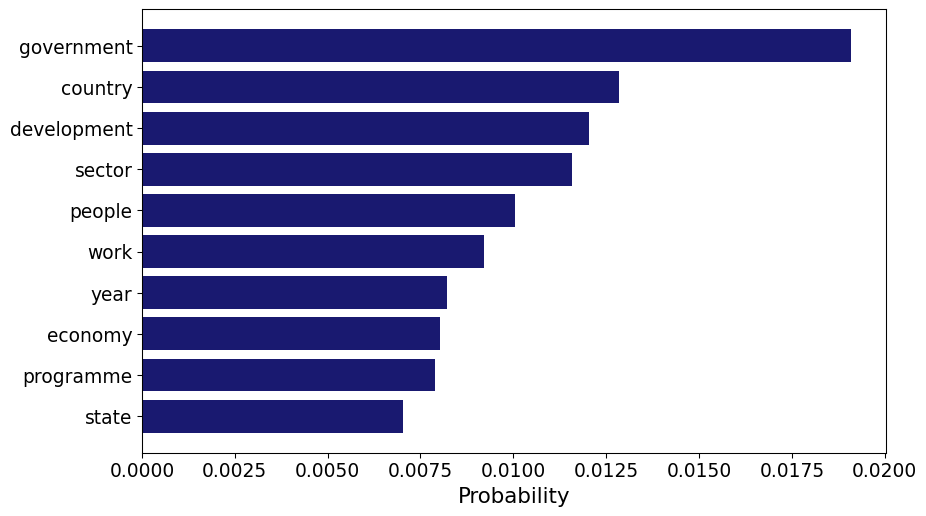 government
country
development
sector
people
work
year
economy
programme
state
0.0000 0.0025 0.0050 0.0075 0.0100 0.0125 0.0150 0.0175 0.0200
Probability